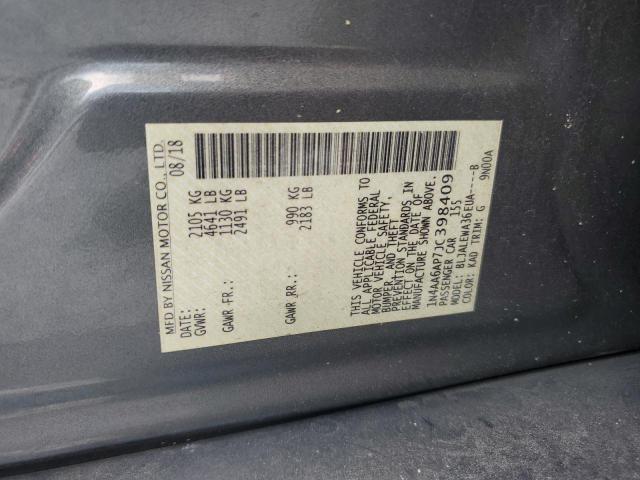 MFD BY NISSAN MOTOR CO., LTD.
DATE: 08/18
GVWR: 2105 KG
4641 LB
GAWR FR.: 1130 KG
2491 LB
GAWR RR.: 990 KG
2183 LB
THIS VEHICLE CONFORMS TO
ALL APPLICABLE FEDERAL
MOTOR VEHICLE SAFETY,
BUMPER, AND THEFT
PREVENTION STANDARDS IN
EFFECT ON THE DATE OF
MANUFACTURE SHOWN ABOVE.
1N4AA6AP7JC398409
PASSENGER CAR 155
MODEL: BLJALEWA36EUA-----B
COLOR: KAD TRIM: G 9N00A